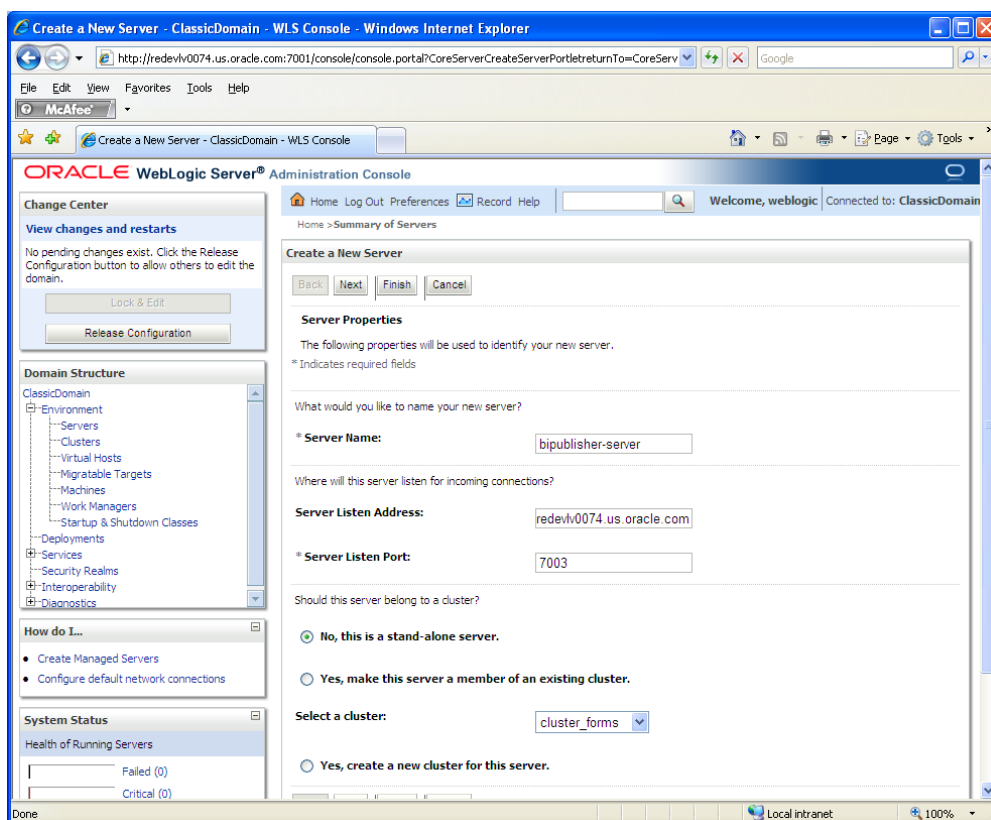 Create a New Server - ClassicDomain - WLS Console - Windows Internet Explorer
http://redevlv0074.us.oracle.com:7001/console/console.portal?CoreServerCreateServerPortletreturnTo=CoreServ
Google
File Edit View Favorites Tools Help
McAfee
Create a New Server - ClassicDomain - WLS Console
Page Tools
ORACLE WebLogic Server® Administration Console
Change Center
View changes and restarts
No pending changes exist. Click the Release
Configuration button to allow others to edit the
domain.
Lock & Edit
Release Configuration
Domain Structure
ClassicDomain
Environment
Servers
Clusters
Virtual Hosts
Migratable Targets
Machines
Work Managers
Startup & Shutdown Classes
Deployments
Services
Security Realms
Interoperability
Diagnostics
How do I...
Create Managed Servers
Configure default network connections
System Status
Health of Running Servers
Failed (0)
Critical (0)
Home Log Out Preferences Record Help
Welcome, weblogic Connected to: ClassicDomain
Home >Summary of Servers
Create a New Server
Back Next Finish Cancel
Server Properties
The following properties will be used to identify your new server.
* Indicates required fields
What would you like to name your new server?
* Server Name: bipublisher-server
Where will this server listen for incoming connections?
Server Listen Address: redevlv0074.us.oracle.com
* Server Listen Port: 7003
Should this server belong to a cluster?
No, this is a stand-alone server.
Yes, make this server a member of an existing cluster.
Select a cluster: cluster_forms
Yes, create a new cluster for this server.
Done
Local intranet
100%